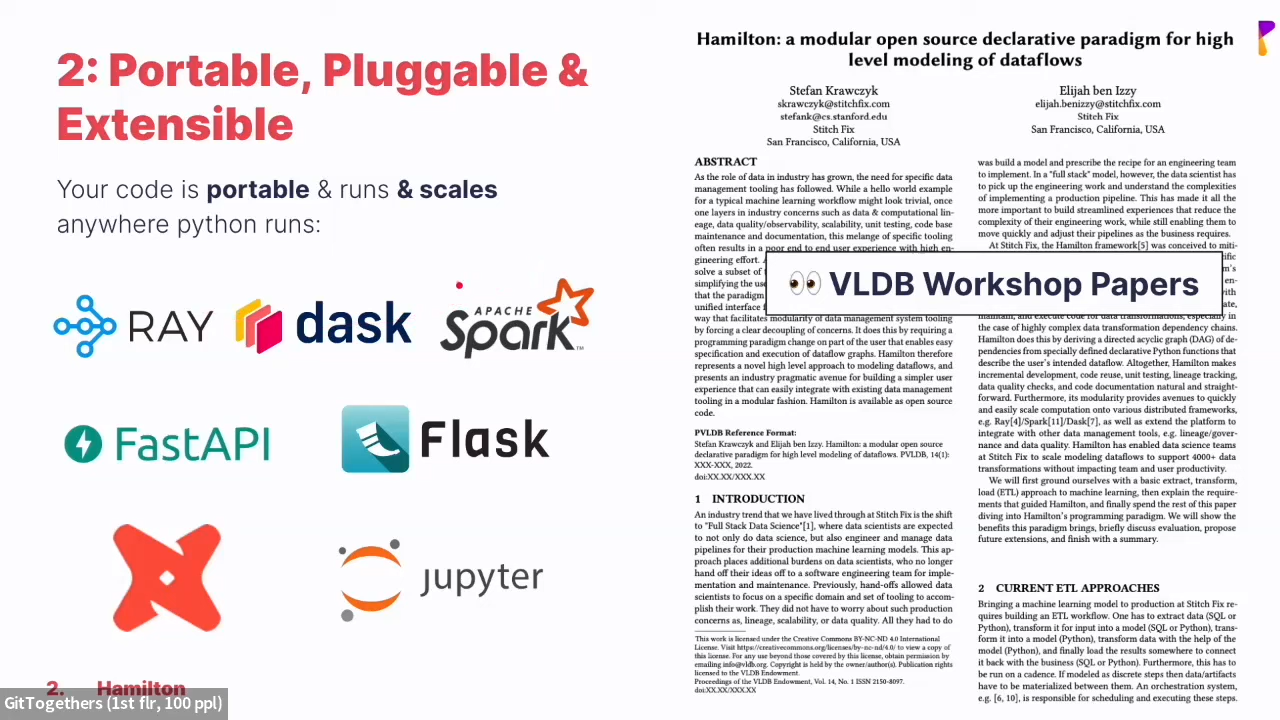 2: Portable, Pluggable &
Extensible
Your code is portable & runs & scales
anywhere python runs:
RAY
dask
APACHE
Spark™
FastAPI
Flask
jupyter
2. Hamilton
GitTogethers (1st flr, 100 ppl)
Hamilton: a modular open source declarative paradigm for high
level modeling of dataflows
Stefan Krawczyk
skrawczyk@stitchfix.com
stefank@cs.stanford.edu
Stitch Fix
San Francisco, California, USA
Elijah ben Izzy
elijah.benizzy@stitchfix.com
Stitch Fix
San Francisco, California, USA
ABSTRACT
As the role of data in industry has grown, the need for specific data
management tooling has followed. While a hello world example
for a typical machine learning workflow might look trivial, once
one layers in industry concerns such as data & computational lin-
eage, data quality/observability, scalability, unit testing, code base
maintenance and documentation, this melange of specific tooling
often results in a poor end to end user experience with high en-
gineering effort.
solve a subset of
simplifying the
that the paradigm
unified interface
way that facilitates modularity of data management system tooling
by forcing a clear decoupling of concerns. It does this by requiring a
programming paradigm change on part of the user that enables easy
specification and execution of dataflow graphs. Hamilton therefore
represents a novel high level approach to modeling dataflows, and
presents an industry pragmatic avenue for building a simpler user
experience that can easily integrate with existing data management
tooling in a modular fashion. Hamilton is available as open source
code.
PVLDB Reference Format:
Stefan Krawczyk and Elijah ben Izzy. Hamilton: a modular open source
declarative paradigm for high level modeling of dataflows. PVLDB, 14(1):
XXX-XXX, 2022.
doi:XX.XX/XXX.XX
1 INTRODUCTION
An industry trend that we have lived through at Stitch Fix is the shift
to "Full Stack Data Science"[1], where data scientists are expected
to not only do data science, but also engineer and manage data
pipelines for their production machine learning models. This ap-
proach places additional burdens on data scientists, who no longer
hand off their ideas off to a software engineering team for imple-
mentation and maintenance. Previously, hand-offs allowed data
scientists to focus on a specific domain and set of tooling to accom-
plish their work. They did not have to worry about such production
concerns as, lineage, scalability, or data quality. All they had to do
This work is licensed under the Creative Commons BY-NC-ND 4.0 International
License. Visit https://creativecommons.org/licenses/by-nc-nd/4.0/ to view a copy of
this license. For any use beyond those covered by this license, obtain permission by
emailing info@vldb.org. Copyright is held by the owner/author(s). Publication rights
licensed to the VLDB Endowment.
Proceedings of the VLDB Endowment, Vol. 14, No. 1 ISSN 2150-8097.
doi:XX.XX/XXX.XX
was build a model and prescribe the recipe for an engineering team
to implement. In a "full stack" model, however, the data scientist has
to pick up the engineering work and understand the complexities
of implementing a production pipeline. This has made it all the
more important to build streamlined experiences that reduce the
complexity of their engineering work, while still enabling them to
move quickly and adjust their pipelines as the business requires.
At Stitch Fix, the Hamilton framework[5] was conceived to miti-
👀 VLDB Workshop Papers
maintain, and execute code for data transformations, especially in
the case of highly complex data transformation dependency chains.
Hamilton does this by deriving a directed acyclic graph (DAG) of de-
pendencies from specially defined declarative Python functions that
describe the user's intended dataflow. Altogether, Hamilton makes
incremental development, code reuse, unit testing, lineage tracking,
data quality checks, and code documentation natural and straight-
forward. Furthermore, its modularity provides avenues to quickly
and easily scale computation onto various distributed frameworks,
e.g. Ray[4]/Spark[11]/Dask[7], as well as extend the platform to
integrate with other data management tools, e.g. lineage/gover-
nance and data quality. Hamilton has enabled data science teams
at Stitch Fix to scale modeling dataflows to support 4000+ data
transformations without impacting team and user productivity.
We will first ground ourselves with a basic extract, transform,
load (ETL) approach to machine learning, then explain the require-
ments that guided Hamilton, and finally spend the rest of this paper
diving into Hamilton's programming paradigm. We will show the
benefits this paradigm brings, briefly discuss evaluation, propose
future extensions, and finish with a summary.
2 CURRENT ETL APPROACHES
Bringing a machine learning model to production at Stitch Fix re-
quires building an ETL workflow. One has to extract data (SQL or
Python), transform it for input into a model (SQL or Python), trans-
form it into a model (Python), transform data with the help of the
model (Python), and finally load the results somewhere to connect
it back with the business (SQL or Python). Furthermore, this has to
be run on a cadence. If modeled as discrete steps then data/artifacts
have to be materialized between them. An orchestration system,
e.g. [6, 10], is responsible for scheduling and executing these steps.